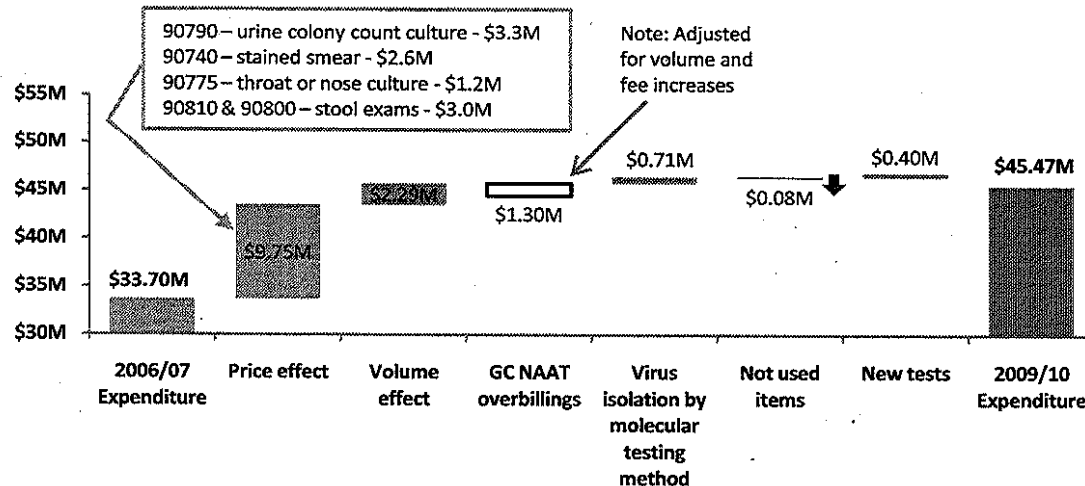 90790 – urine colony count culture - $3.3M
90740 – stained smear - $2.6M
90775 – throat or nose culture - $1.2M
90810 & 90800 – stool exams - $3.0M
Note: Adjusted
for volume and
fee increases
$55M
$50M
$45M
$40M
$35M
$30M
$33.70M
$9.75M
$2.29M
$1.30M
$0.71M
$0.08M
$0.40M
$45.47M
2006/07
Expenditure
Price effect
Volume
effect
GC NAAT
overbillings
Virus
isolation by
molecular
testing
method
Not used
items
New tests
2009/10
Expenditure